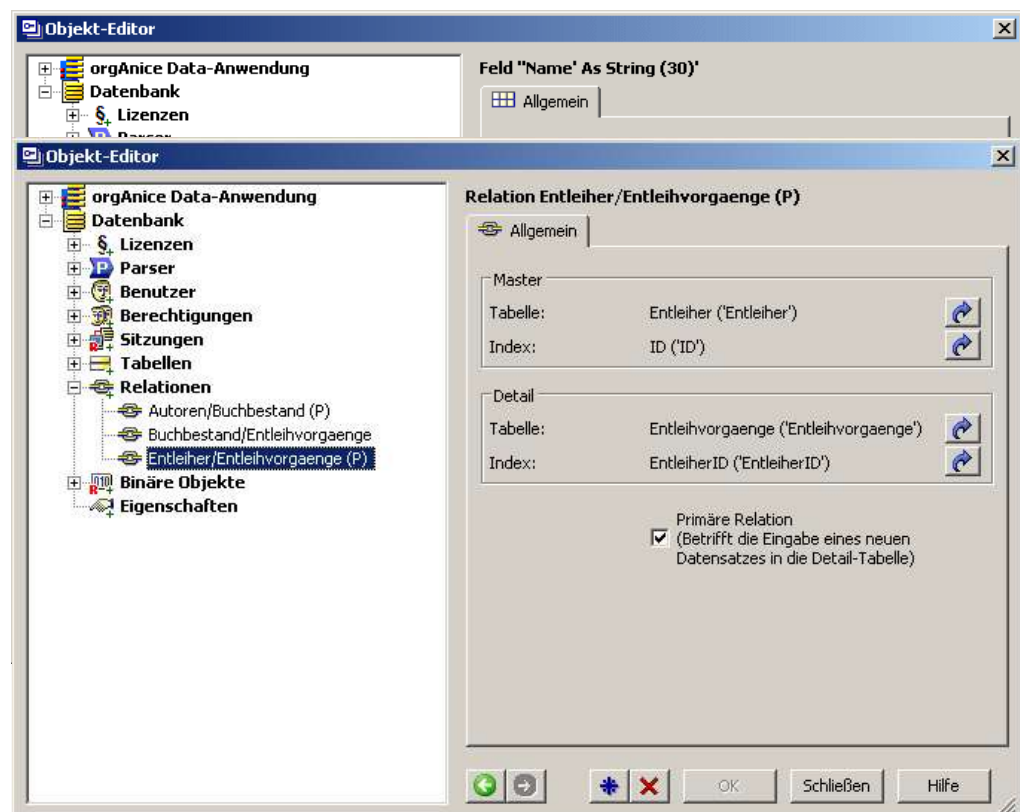 Objekt-Editor
orgAnice Data-Anwendung
Datenbank
Lizenzen
Parser
Feld "Name' As String (30)'
Allgemein
Objekt-Editor
orgAnice Data-Anwendung
Datenbank
Lizenzen
Parser
Benutzer
Berechtigungen
Sitzungen
Tabellen
Relationen
Autoren/Buchbestand (P)
Buchbestand/Entleihvorgaenge
Entleiher/Entleihvorgaenge (P)
Binäre Objekte
Eigenschaften
Relation Entleiher/Entleihvorgaenge (P)
Allgemein
Master
Tabelle: Entleiher ('Entleiher')
Index: ID ('ID')
Detail
Tabelle: Entleihvorgaenge ('Entleihvorgaenge')
Index: EntleiherID ('EntleiherID')
Primäre Relation
(Betrifft die Eingabe eines neuen
Datensatzes in die Detail-Tabelle)
OK Schließen Hilfe